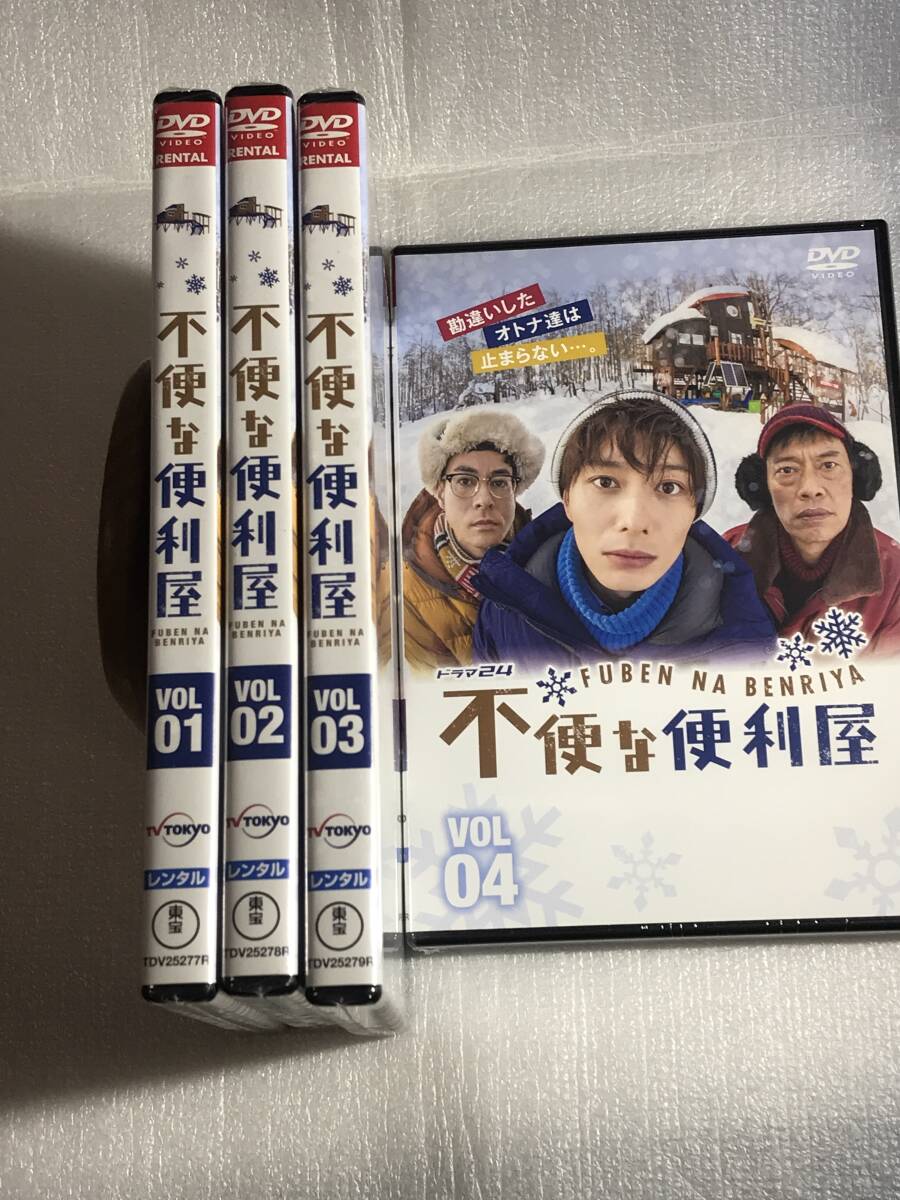 DVD
VIDEO
RENTAL
不便な便利屋
FUBEN NA
BENRIYA
VOL
01
TV TOKYO
レンタル
東宝
TDV25277R
DVD
VIDEO
RENTAL
不便な便利屋
FUBEN NA
BENRIYA
VOL
02
TV TOKYO
レンタル
東宝
TDV25278R
DVD
VIDEO
RENTAL
不便な便利屋
FUBEN NA
BENRIYA
VOL
03
TV TOKYO
レンタル
東宝
TDV25279R
DVD
VIDEO
勘違いした
オトナ達は
止まらない…。
ドラマ24
FUBEN NA BENRIYA
不便な便利屋
VOL
04